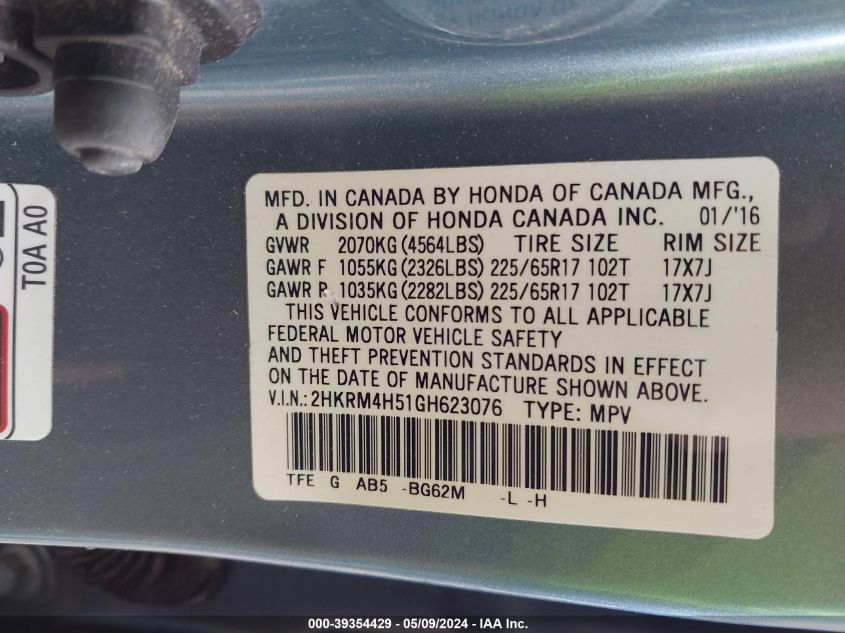 MFD. IN CANADA BY HONDA OF CANADA MFG.,
A DIVISION OF HONDA CANADA INC. 01/'16
GVWR 2070KG (4564LBS) TIRE SIZE RIM SIZE
GAWR F 1055KG (2326LBS) 225/65R17 102T 17X7J
GAWR R 1035KG (2282LBS) 225/65R17 102T 17X7J
THIS VEHICLE CONFORMS TO ALL APPLICABLE
FEDERAL MOTOR VEHICLE SAFETY
AND THEFT PREVENTION STANDARDS IN EFFECT
ON THE DATE OF MANUFACTURE SHOWN ABOVE.
V.I.N.: 2HKRM4H51GH623076 TYPE: MPV
TFE G AB5 -BG62M -L -H
T0A A0
000-39354429 - 05/09/2024 - IAA Inc.